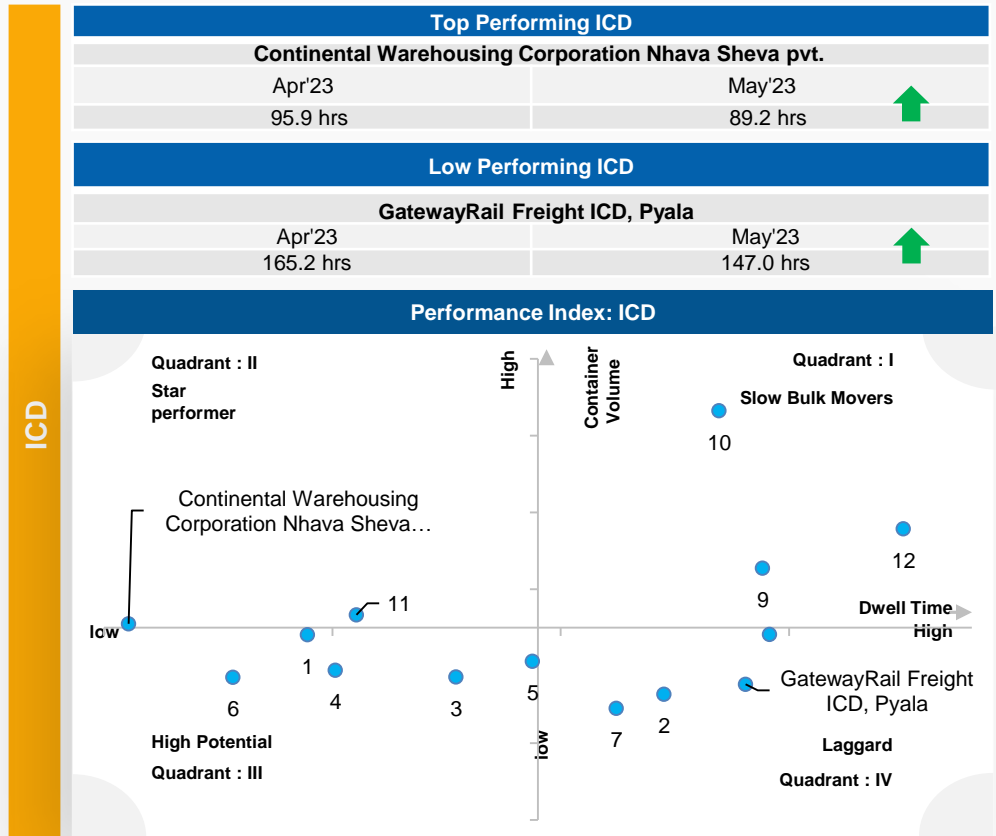 ICD
Top Performing ICD
Continental Warehousing Corporation Nhava Sheva pvt.
Apr'23 May'23
95.9 hrs 89.2 hrs
Low Performing ICD
GatewayRail Freight ICD, Pyala
Apr'23 May'23
165.2 hrs 147.0 hrs
Performance Index: ICD
Quadrant : II
Star
performer
High
Container
Volume
Quadrant : I
Slow Bulk Movers
10
Continental Warehousing
Corporation Nhava Sheva…
12
9
11
Dwell Time
High
low
1
6
4
3
5
7
2
GatewayRail Freight
ICD, Pyala
low
High Potential
Quadrant : III
Laggard
Quadrant : IV